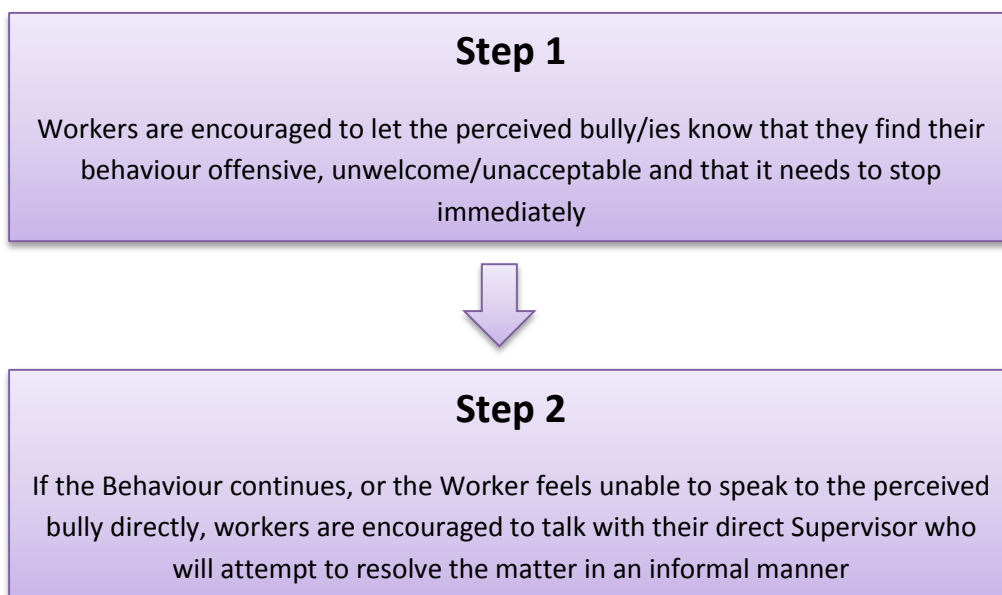 Step 1
Workers are encouraged to let the perceived bully/ies know that they find their
behaviour offensive, unwelcome/unacceptable and that it needs to stop
immediately
Step 2
If the Behaviour continues, or the Worker feels unable to speak to the perceived
bully directly, workers are encouraged to talk with their direct Supervisor who
will attempt to resolve the matter in an informal manner